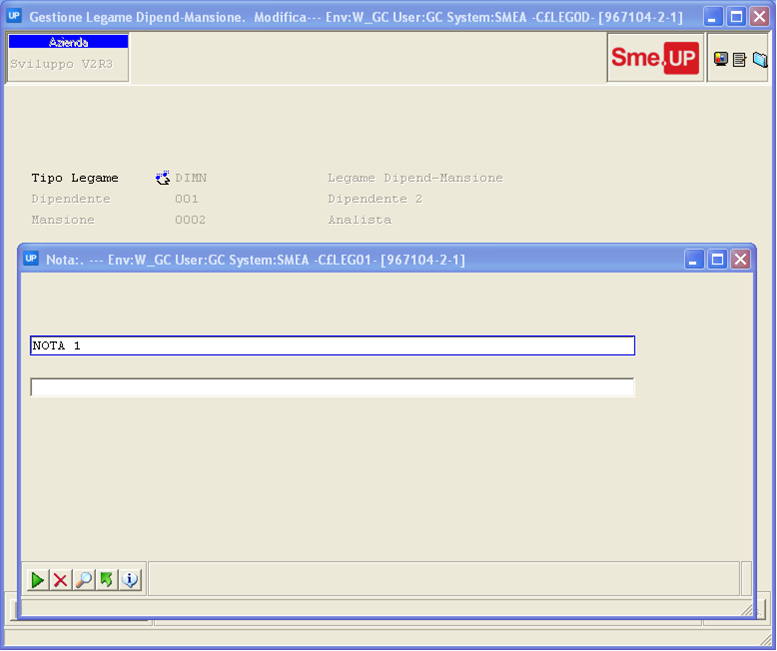 UP Gestione Legame Dipend-Mansione. Modifica--- Env:W_GC User:GC System:SMEA -C£LEG0D- [967104-2-1]
Azienda
Sviluppo V2R3
Sme.UP
Tipo Legame DIMN Legame Dipend-Mansione
Dipendente 001 Dipendente 2
Mansione 0002 Analista
UP Nota:. --- Env:W_GC User:GC System:SMEA -C£LEG01- [967104-2-1]
NOTA 1